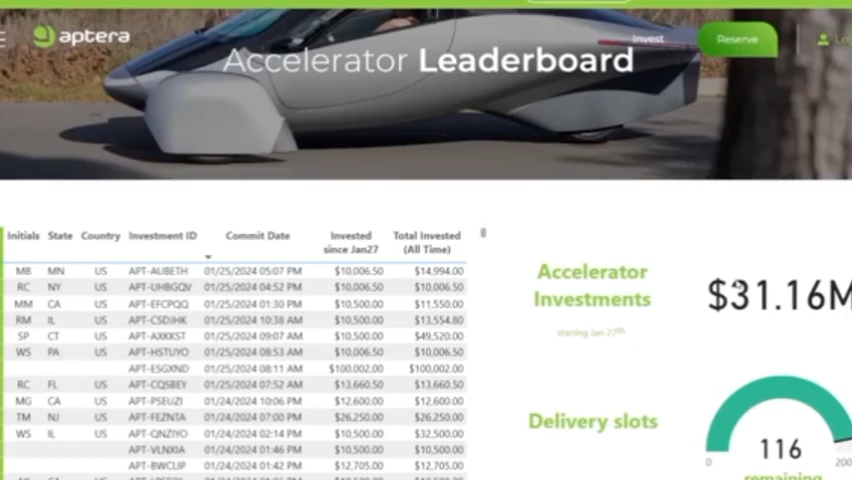 aptera
Invest
Reserve
Accelerator Leaderboard
Initials State Country Investment ID Commit Date Invested since Jan27 Total Invested (All Time)
MB MN US APT-AUBETH 01/25/2024 05:07 PM $10,006.50 $14,994.00
RC NY US APT-UHBGQV 01/25/2024 04:52 PM $10,006.50 $10,006.50
MM CA US APT-EFCPQQ 01/25/2024 01:30 PM $10,500.00 $11,550.00
RM IL US APT-CSDJHK 01/25/2024 10:38 AM $10,500.00 $13,554.80
SP CT US APT-AXKKST 01/25/2024 09:07 AM $10,500.00 $49,520.00
WS PA US APT-HSTUYO 01/25/2024 08:53 AM $10,006.50 $10,006.50
APT-ESGXND 01/25/2024 08:11 AM $100,002.00 $100,002.00
RC FL US APT-CQSBEY 01/25/2024 07:52 AM $13,660.50 $13,660.50
MG CA US APT-PSEUZI 01/24/2024 10:06 PM $12,600.00 $12,600.00
TM NJ US APT-FEZNTA 01/24/2024 07:00 PM $26,250.00 $26,250.00
WS IL US APT-QNZIYO 01/24/2024 02:14 PM $10,500.00 $32,500.00
APT-VLNXIA 01/24/2024 01:46 PM $10,500.00 $10,500.00
APT-BWCLIP 01/24/2024 01:42 PM $12,705.00 $12,705.00
Accelerator
Investments
starting Jan 27th
$31.16M
Delivery slots
116
0
200
remaining